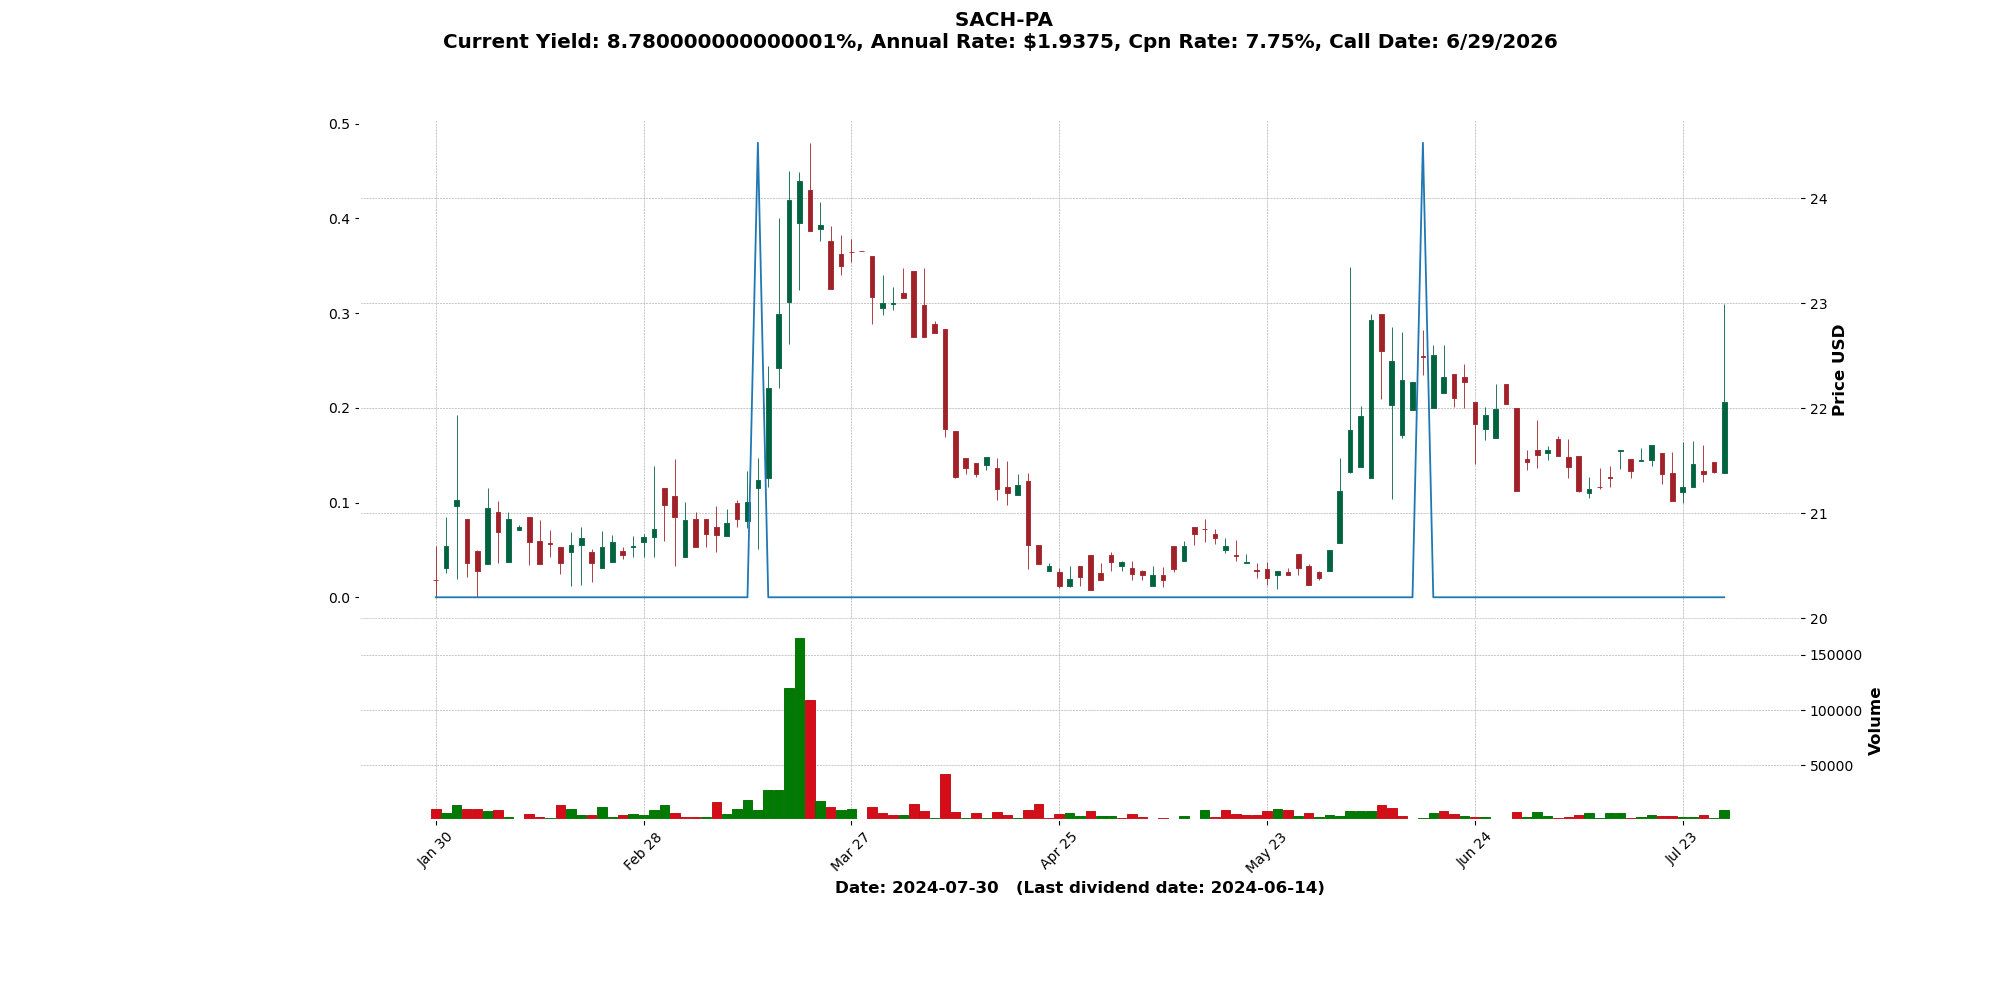 SACH-PA
Current Yield: 8.780000000000001%, Annual Rate: $1.9375, Cpn Rate: 7.75%, Call Date: 6/29/2026
0.5
0.4
0.3
0.2
0.1
0.0
24
23
22
21
20
Price USD
150000
100000
50000
Volume
Jan 30
Feb 28
Mar 27
Apr 25
May 23
Jun 24
Jul 23
Date: 2024-07-30 (Last dividend date: 2024-06-14)